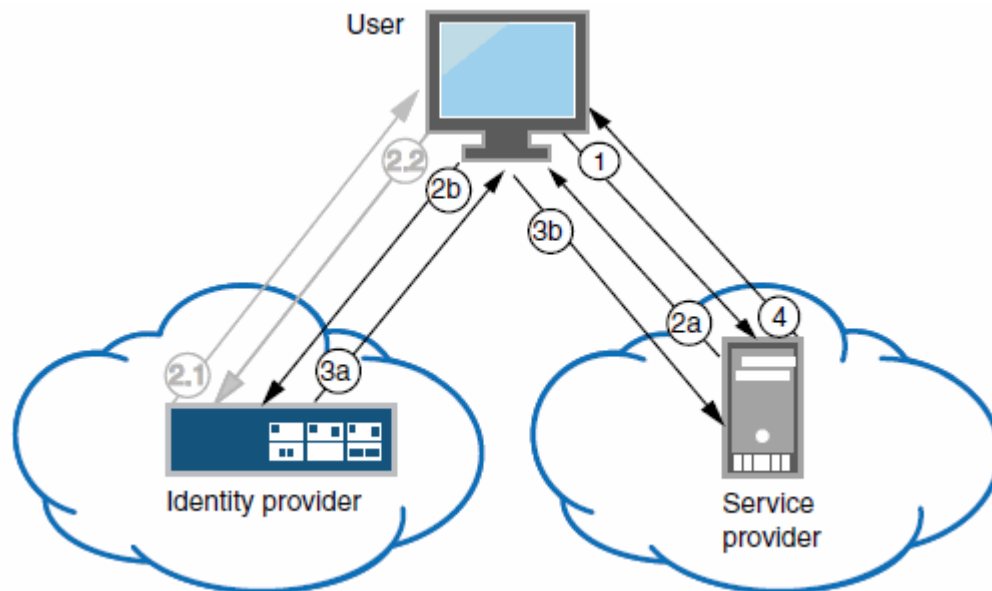 User
1
2.2
2b
3b
2a
4
2.1
3a
Identity provider
Service
provider